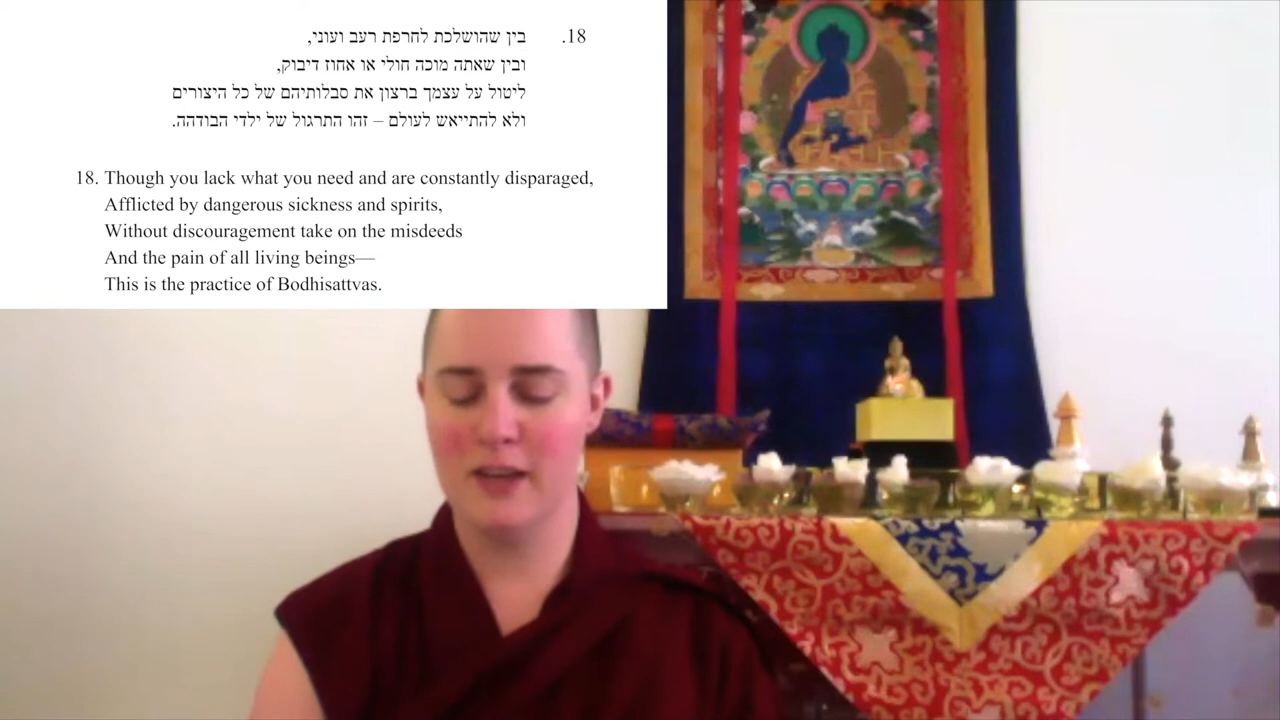 18. בין שהושלכת לחרפת רעב ועוני,
ובין שאתה מוכה חולי או אחוז דיבוק,
ליטול על עצמך ברצון את סבלותיהם של כל היצורים
ולא להתייאש לעולם – זהו התרגול של ילדי הבודהה.
18. Though you lack what you need and are constantly disparaged,
Afflicted by dangerous sickness and spirits,
Without discouragement take on the misdeeds
And the pain of all living beings—
This is the practice of Bodhisattvas.